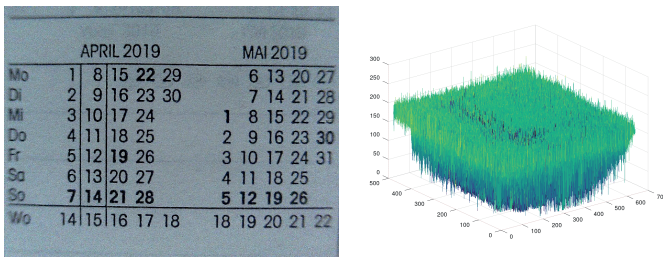 APRIL 2019 MAI 2019
Mo 1 8 15 22 29 6 13 20 27
Di 2 9 16 23 30 7 14 21 28
Mi 3 10 17 24 1 8 15 22 29
Do 4 11 18 25 2 9 16 23 30
Fr 5 12 19 26 3 10 17 24 31
Sa 6 13 20 27 4 11 18 25
So 7 14 21 28 5 12 19 26
Wo 14 15 16 17 18 18 19 20 21 22
300
250
200
150
100
50
0
500
400
300
200
100
0
0
100
200
300
400
500
600
70